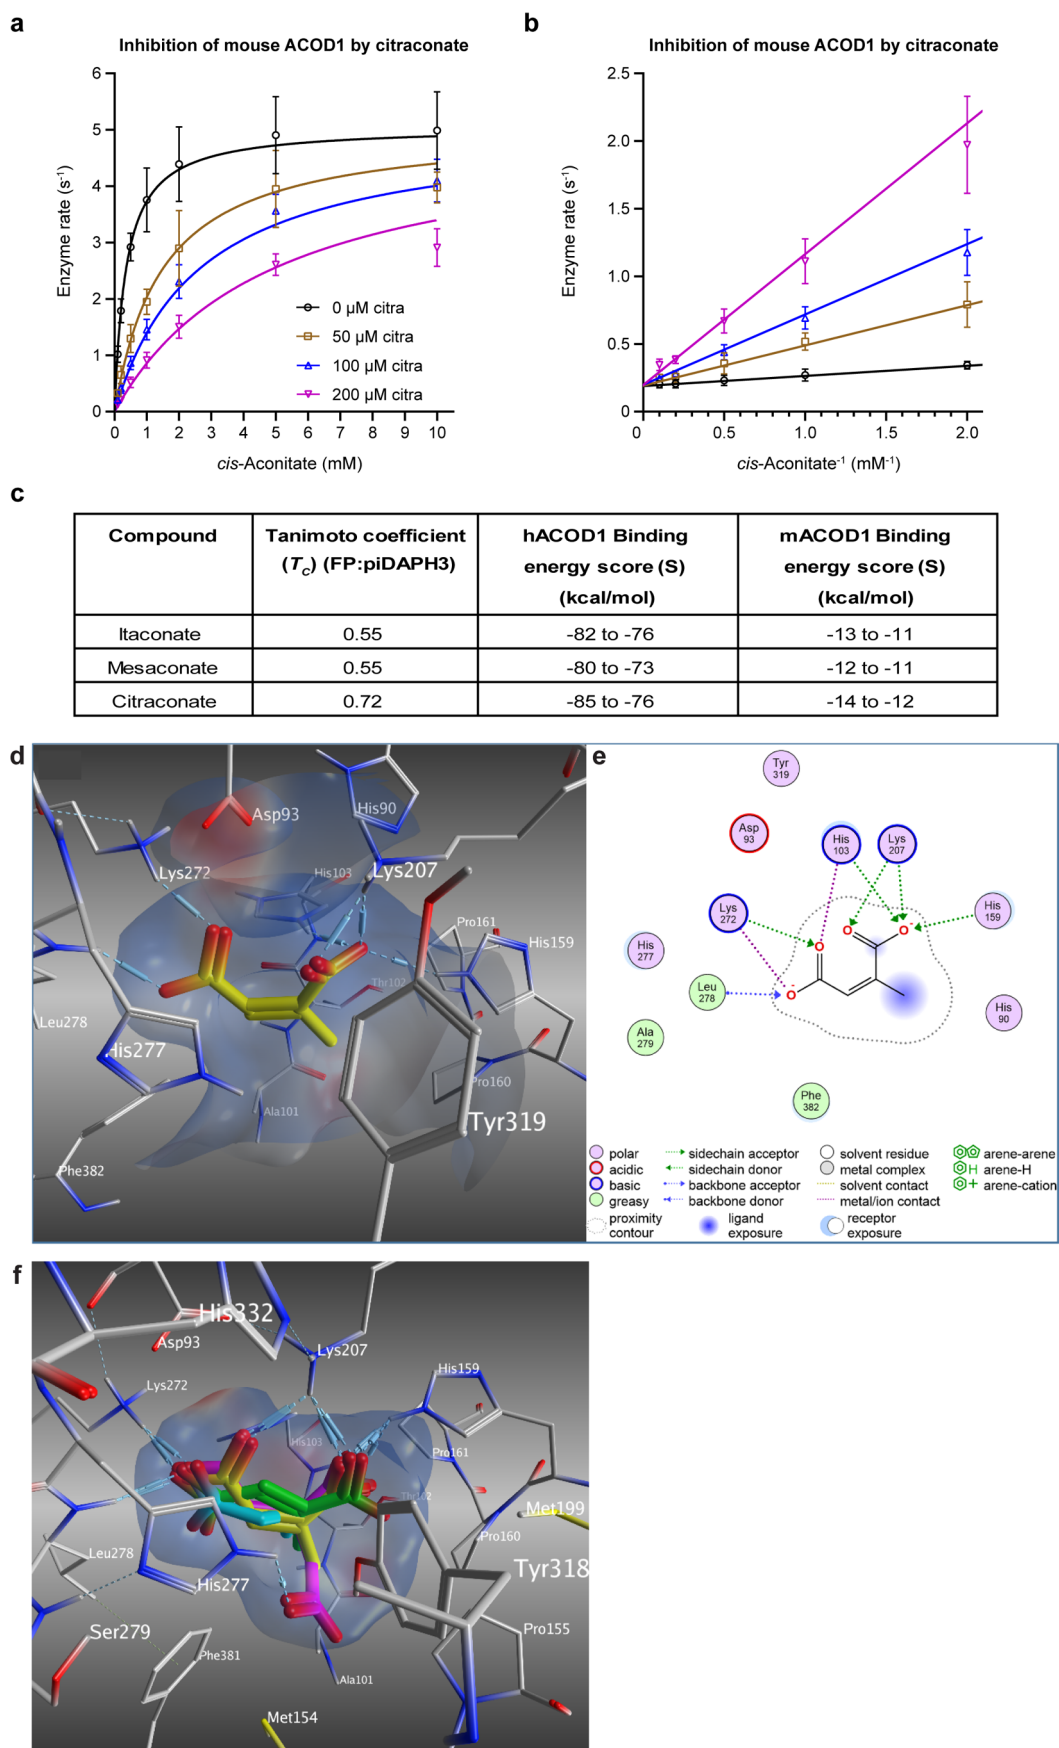 a
Inhibition of mouse ACOD1 by citraconate
6
5
4
3
2
1
0
Enzyme rate (s-1)
0 µM citra
50 µM citra
100 µM citra
200 µM citra
0 1 2 3 4 5 6 7 8 9 10
cis-Aconitate (mM)
b
Inhibition of mouse ACOD1 by citraconate
2.5
2.0
1.5
1.0
0.5
0
Enzyme rate (s-1)
0 0.5 1.0 1.5 2.0
cis-Aconitate-1 (mM-1)
c
Compound
Tanimoto coefficient
(Tc) (FP:piDAPH3)
hACOD1 Binding
energy score (S)
(kcal/mol)
mACOD1 Binding
energy score (S)
(kcal/mol)
Itaconate 0.55 -82 to -76 -13 to -11
Mesaconate 0.55 -80 to -73 -12 to -11
Citraconate 0.72 -85 to -76 -14 to -12
d
Asp93
His90
Lys272
His103
Lys207
Pro161
His159
Thr102
Leu278
His277
Pro160
Ala101
Tyr319
Phe382
e
Tyr
319
Asp
93
His
103
Lys
207
Lys
272
His
159
His
277
Leu
278
His
90
Ala
279
Phe
382
O
O
O
O
polar
acidic
basic
greasy
proximity
contour
sidechain acceptor
sidechain donor
backbone acceptor
backbone donor
ligand
exposure
solvent residue
metal complex
solvent contact
metal/ion contact
receptor
exposure
arene-arene
H arene-H
+ arene-cation
f
His332
Asp93
Lys207
His159
Lys272
His103
Pro161
Thr102
Met199
Pro160
Leu278
His277
Tyr318
Ser279
Phe381
Pro155
Ala101
Met154